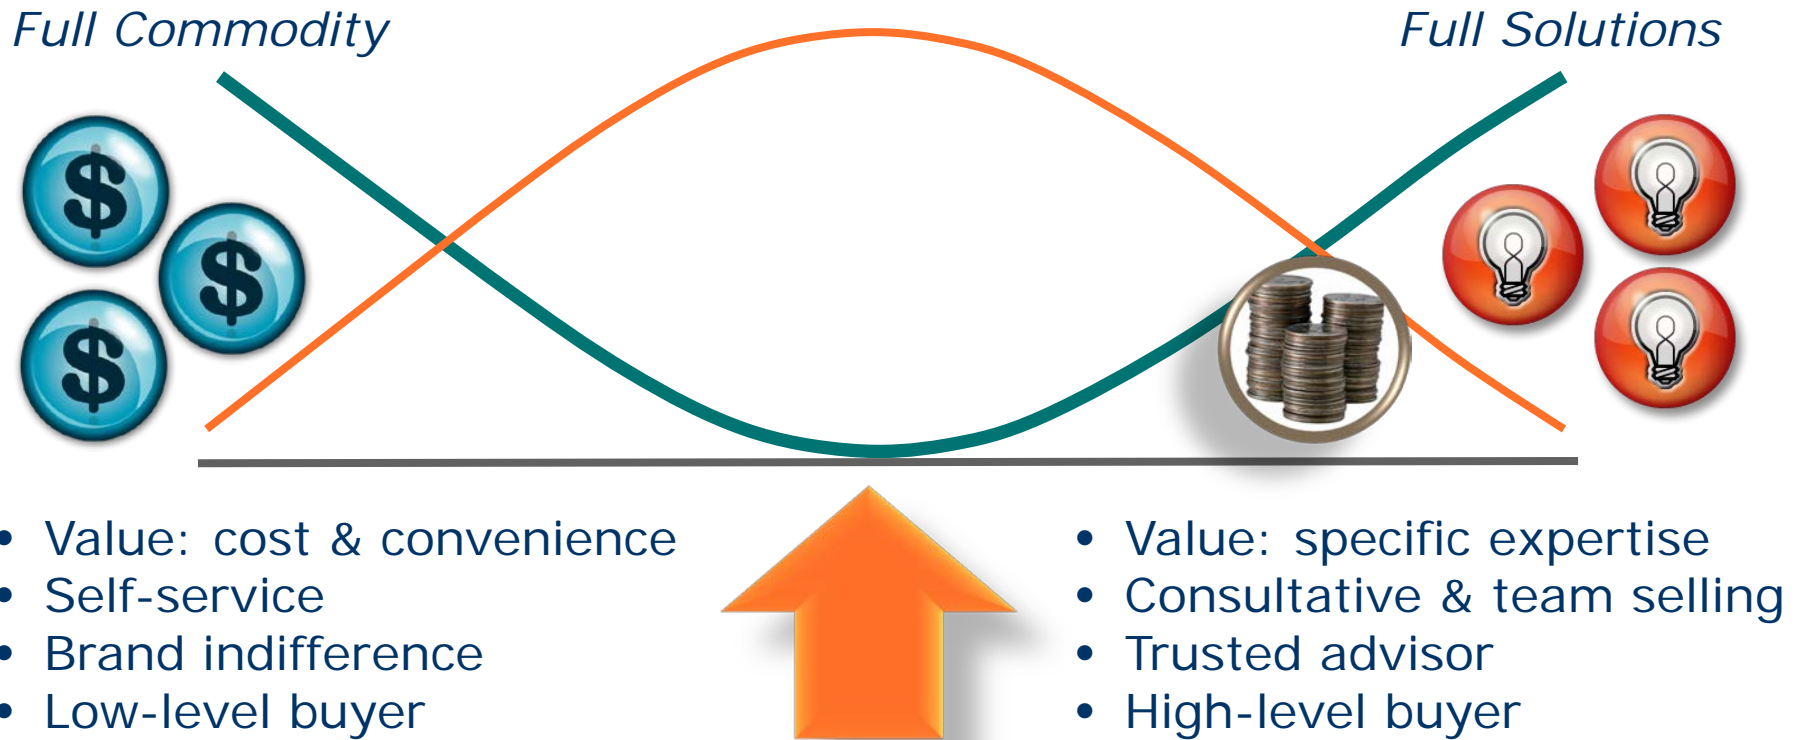 Full Commodity
Full Solutions
$
$
$
• Value: cost & convenience
• Self-service
• Brand indifference
• Low-level buyer
• Value: specific expertise
• Consultative & team selling
• Trusted advisor
• High-level buyer